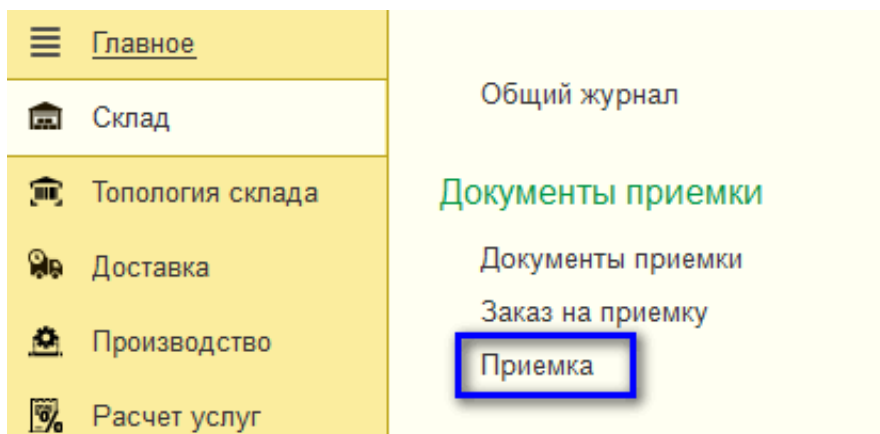 Главное
Склад
Топология склада
Доставка
Производство
Расчет услуг
Общий журнал
Документы приемки
Документы приемки
Заказ на приемку
Приемка